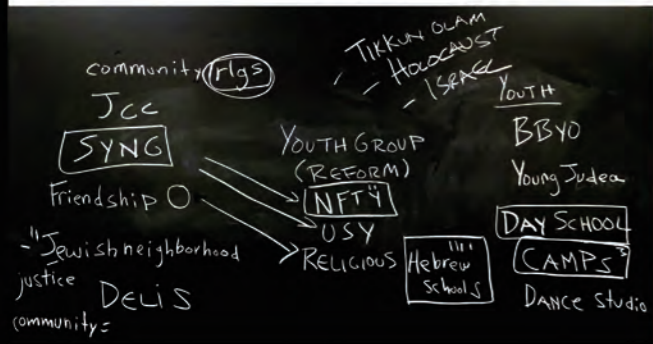 community rlgs
JCC
SYNG
Friendship
- "Jewish neighborhood
justice
DELiS
community =
- TIKKUN OLAM
- HOLOCAUST
- ISRAEL
YOUTH GROUP
(REFORM)
NFTY
USY
RELIGIOUS
Hebrew
Schools
YOUTH
BBYO
Young Judea
DAY SCHOOL
CAMPS
DANCE Studio